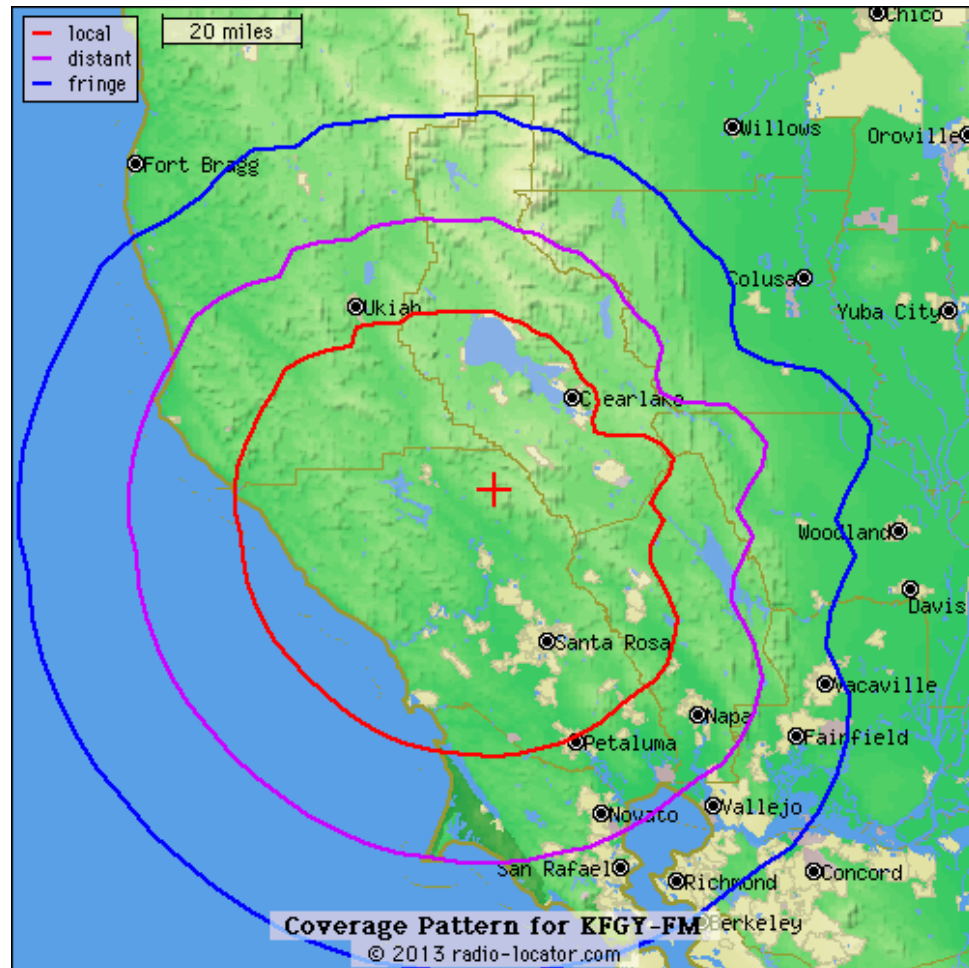 local
distant
fringe
20 miles
Chico
Willows
Oroville
Fort Bragg
Colusa
Ukiah
Yuba City
Clearlake
Woodland
Davis
Santa Rosa
Vacaville
Napa
Petaluma
Fairfield
Novato
Vallejo
San Rafael
Concord
Richmond
Berkeley
Coverage Pattern for KFGY-FM
© 2013 radio-locator.com